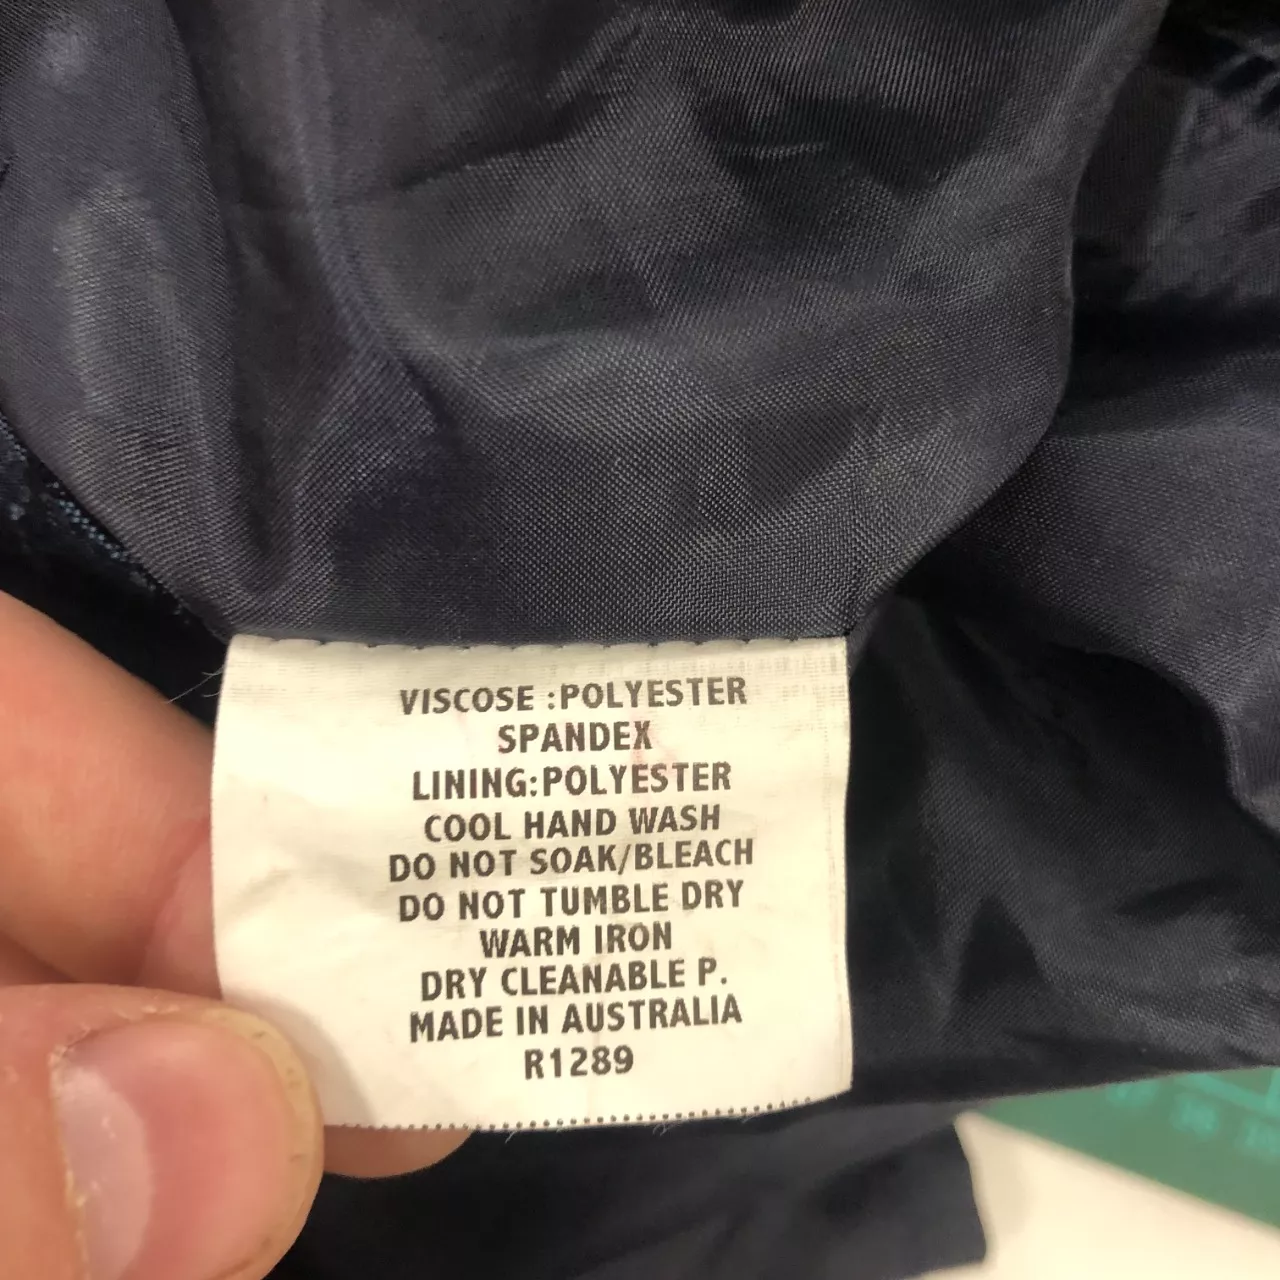 VISCOSE :POLYESTER
SPANDEX
LINING:POLYESTER
COOL HAND WASH
DO NOT SOAK/BLEACH
DO NOT TUMBLE DRY
WARM IRON
DRY CLEANABLE P.
MADE IN AUSTRALIA
R1289